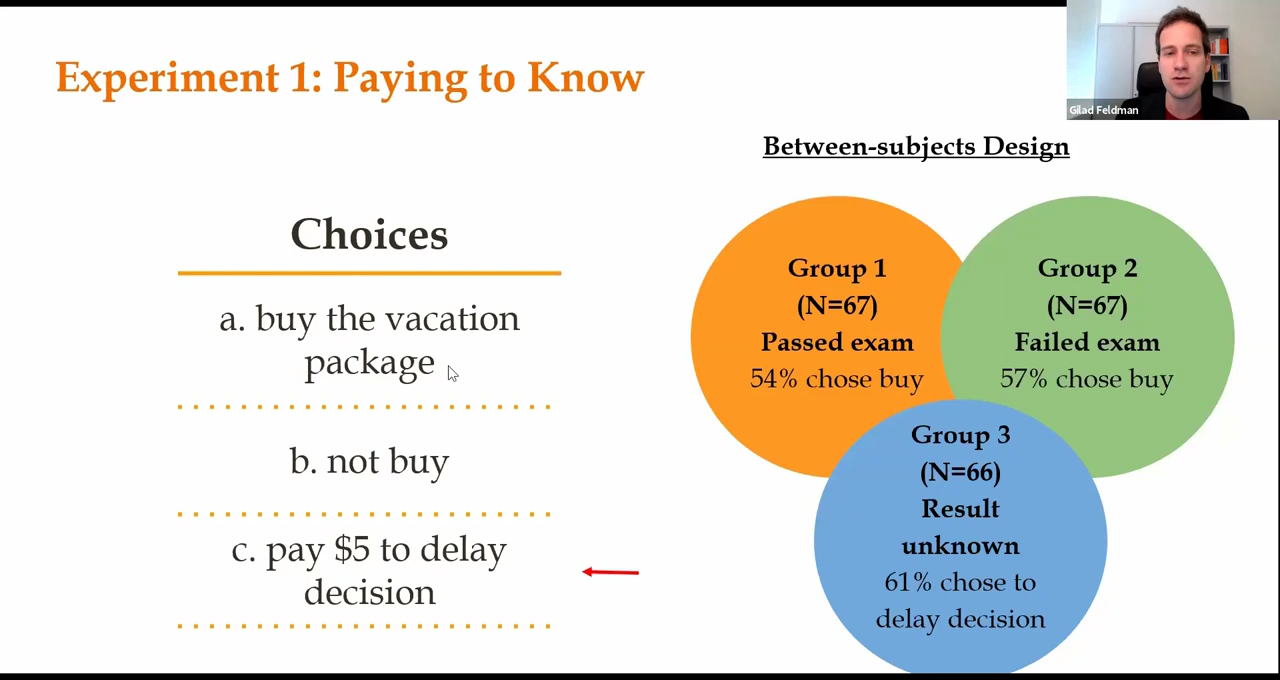 Experiment 1: Paying to Know
Gilad Feldman
Between-subjects Design
Choices
a. buy the vacation
package
b. not buy
c. pay $5 to delay
decision
Group 1
(N=67)
Passed exam
54% chose buy
Group 2
(N=67)
Failed exam
57% chose buy
Group 3
(N=66)
Result
unknown
61% chose to
delay decision